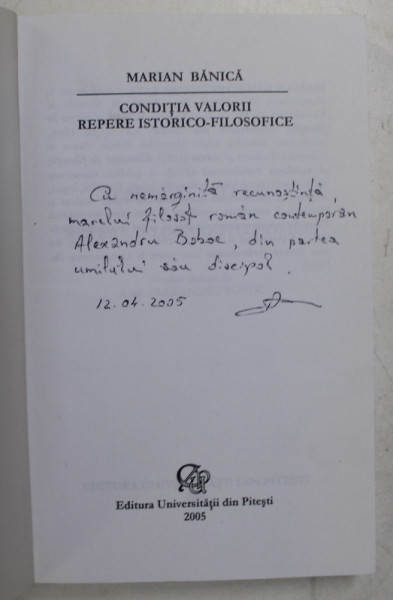 MARIAN BĂNICĂ
CONDIŢIA VALORII
REPERE ISTORICO-FILOSOFICE
Cu nemărginită recunoştinţă,
marelui filosof român contemporan
Alexandru Boboc, din partea
umilului său discipol.
12.04.2005
Editura Universităţii din Piteşti
2005